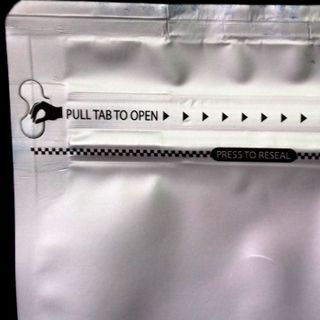 PULL TAB TO OPEN
PRESS TO RESEAL